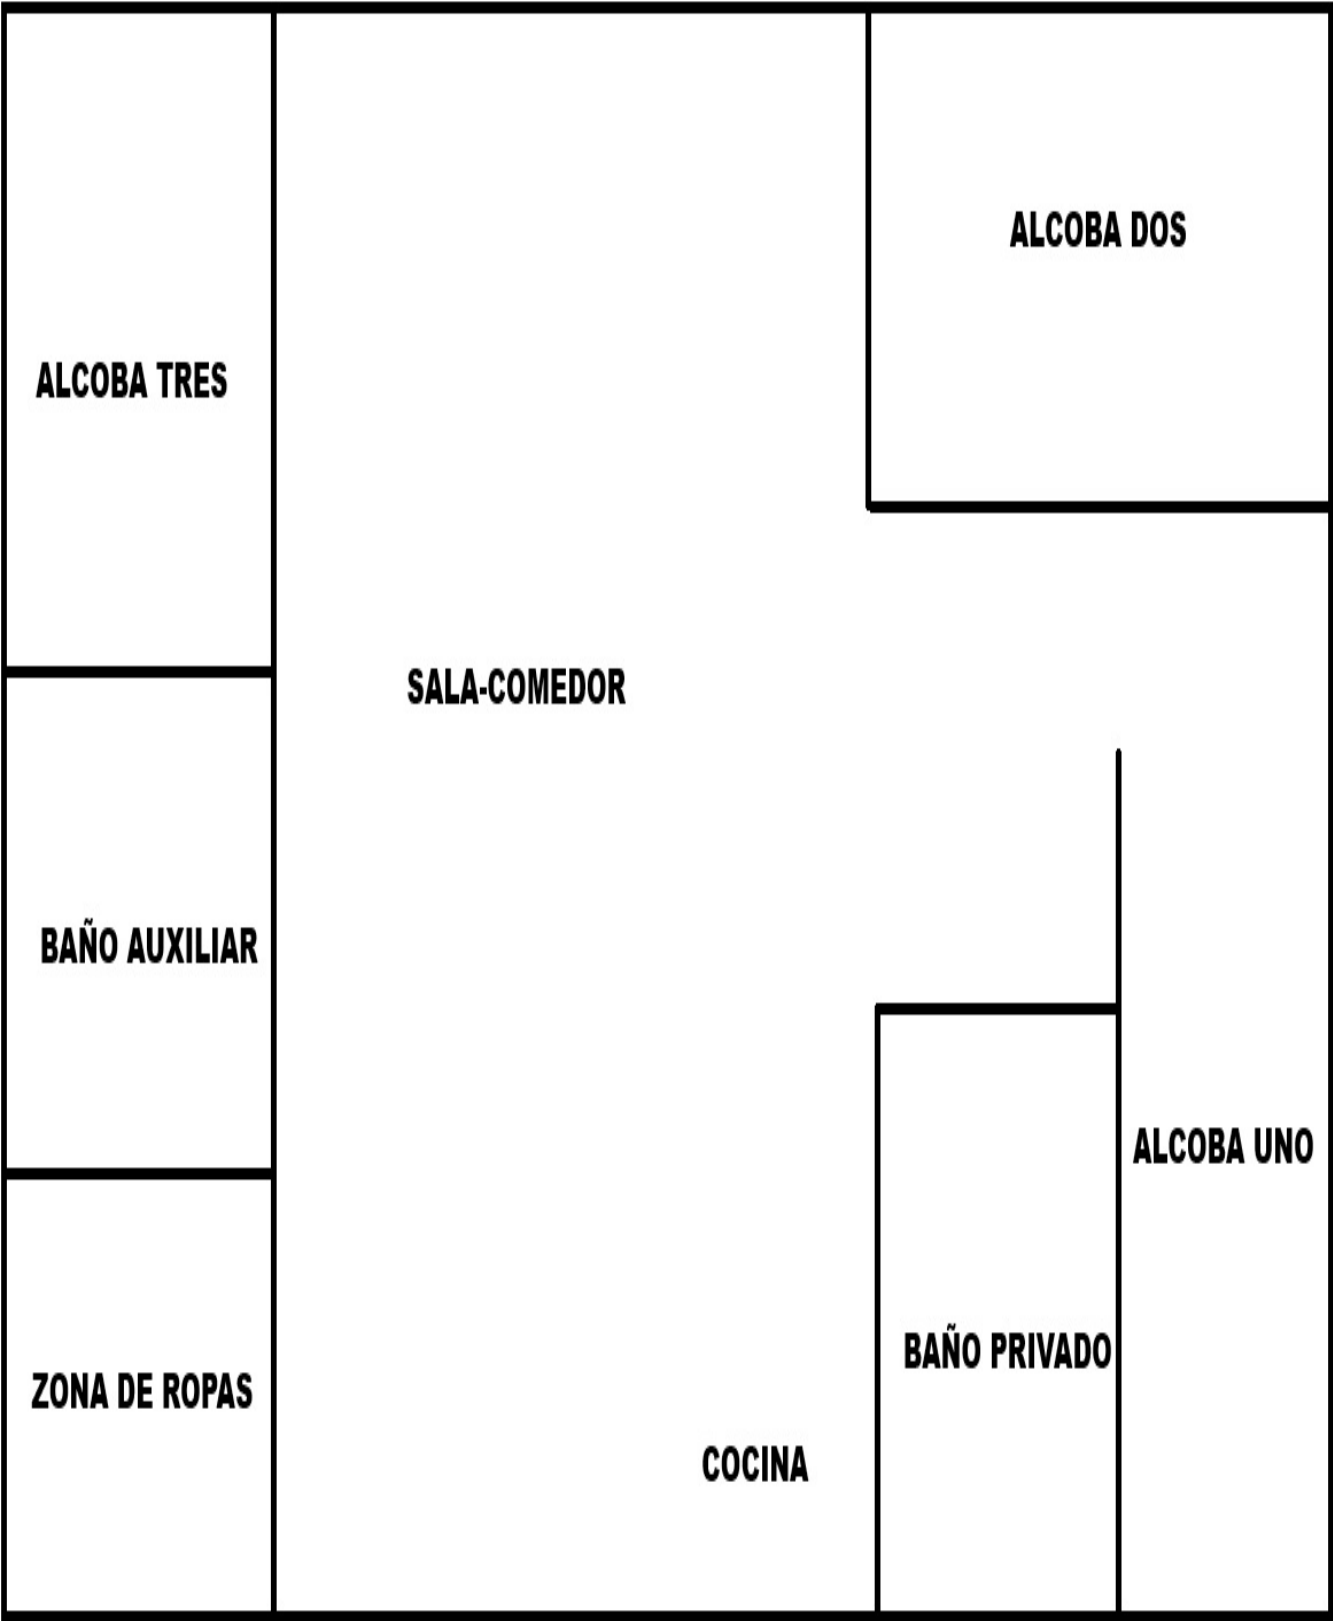 ALCOBA DOS
ALCOBA TRES
SALA-COMEDOR
BAÑO AUXILIAR
ALCOBA UNO
BAÑO PRIVADO
ZONA DE ROPAS
COCINA